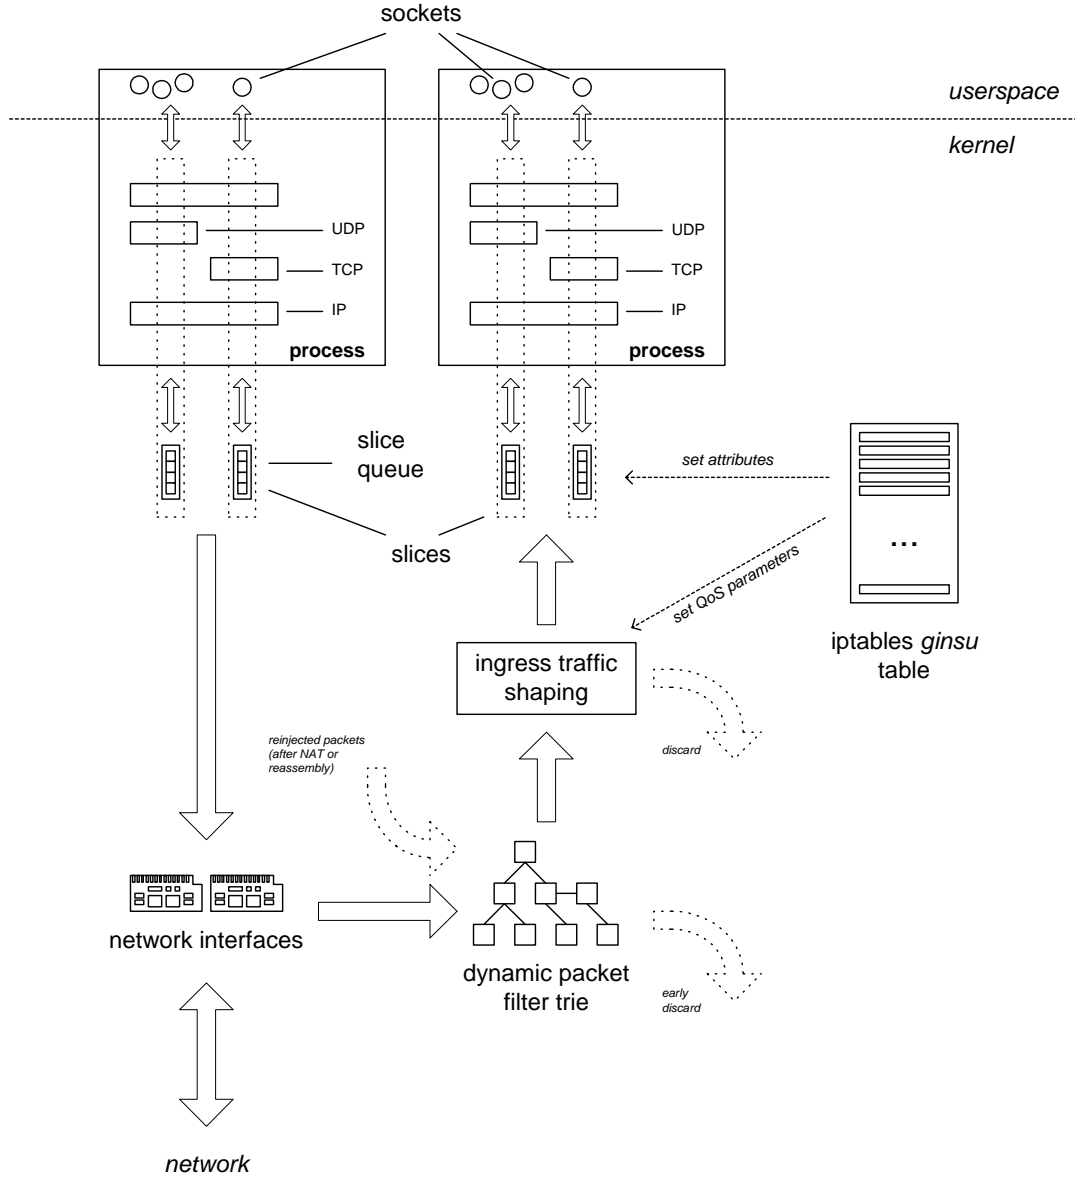 sockets
userspace
kernel
UDP
UDP
TCP
TCP
IP
IP
process
process
slice
queue
set attributes
slices
...
set QoS parameters
iptables ginsu
table
ingress traffic
shaping
reinjected packets
(after NAT or
reassembly)
discard
network interfaces
dynamic packet
filter trie
early
discard
network